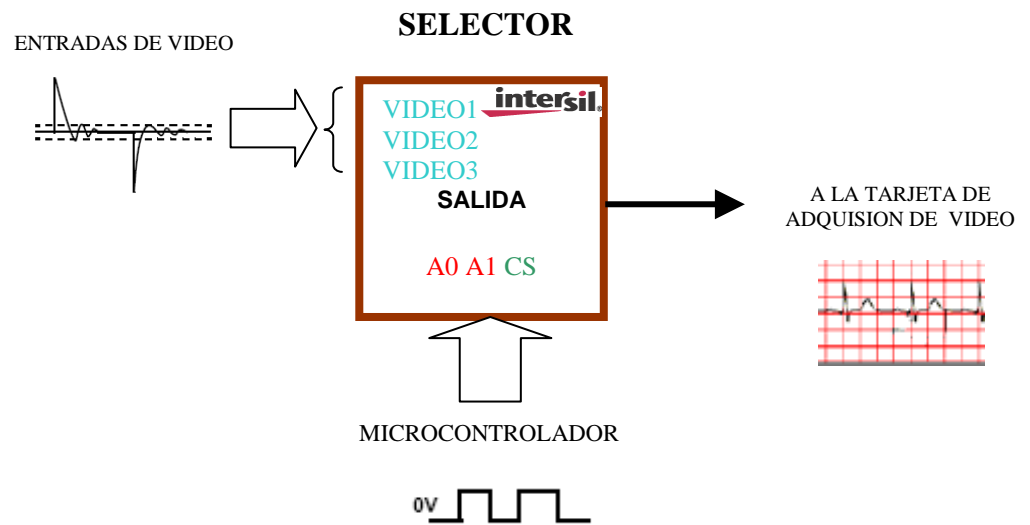 SELECTOR
ENTRADAS DE VIDEO
intersil.
VIDEO1
VIDEO2
VIDEO3
SALIDA
A LA TARJETA DE
ADQUISION DE VIDEO
A0 A1 CS
MICROCONTROLADOR
0V